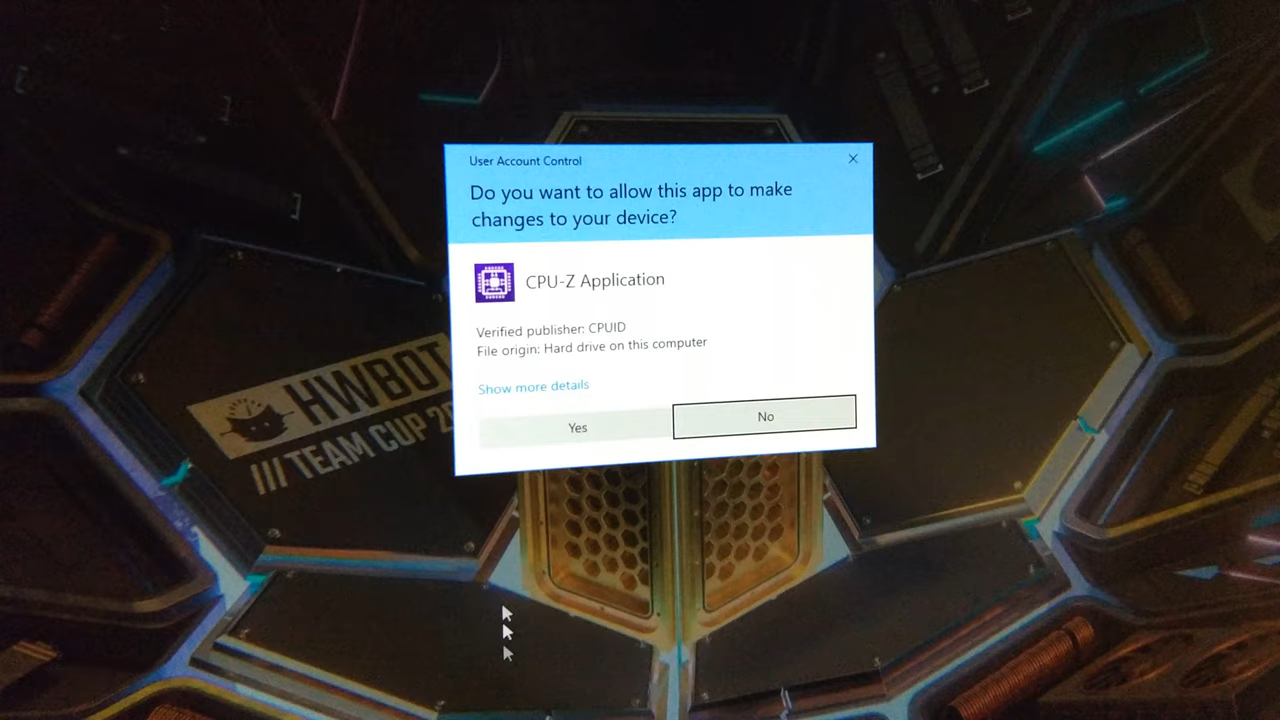 User Account Control
Do you want to allow this app to make
changes to your device?
CPU-Z Application
Verified publisher: CPUID
File origin: Hard drive on this computer
Show more details
Yes
No
HWBOT
/// TEAM CUP